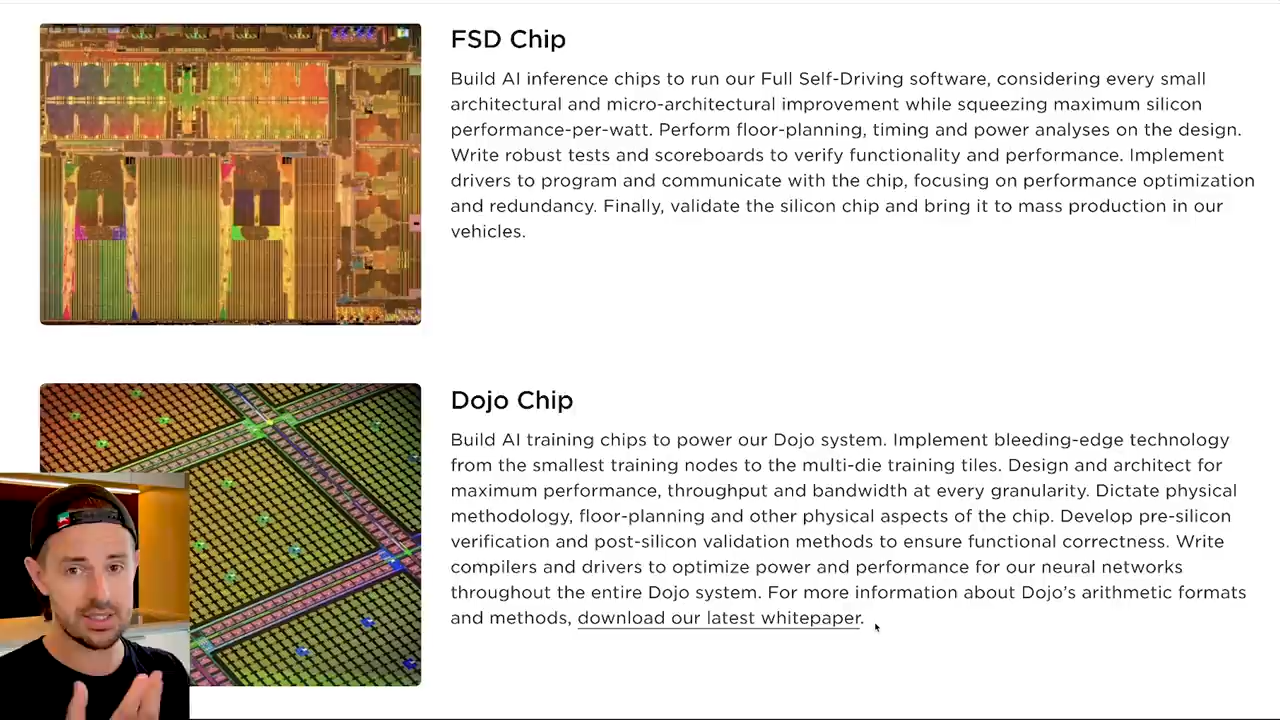 FSD Chip
Build AI inference chips to run our Full Self-Driving software, considering every small
architectural and micro-architectural improvement while squeezing maximum silicon
performance-per-watt. Perform floor-planning, timing and power analyses on the design.
Write robust tests and scoreboards to verify functionality and performance. Implement
drivers to program and communicate with the chip, focusing on performance optimization
and redundancy. Finally, validate the silicon chip and bring it to mass production in our
vehicles.
Dojo Chip
Build AI training chips to power our Dojo system. Implement bleeding-edge technology
from the smallest training nodes to the multi-die training tiles. Design and architect for
maximum performance, throughput and bandwidth at every granularity. Dictate physical
methodology, floor-planning and other physical aspects of the chip. Develop pre-silicon
verification and post-silicon validation methods to ensure functional correctness. Write
compilers and drivers to optimize power and performance for our neural networks
throughout the entire Dojo system. For more information about Dojo’s arithmetic formats
and methods, download our latest whitepaper.